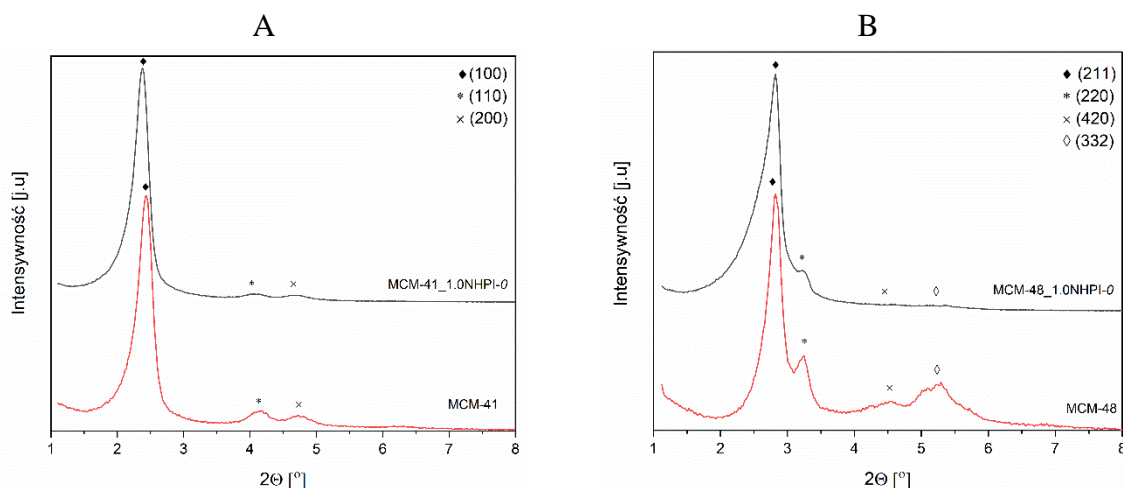 A
♦ (100)
* (110)
× (200)
MCM-41_1.0NHPI-0
MCM-41
Intensywność [j.u]
1 2 3 4 5 6 7 8
2Θ [°]
B
♦ (211)
* (220)
× (420)
◊ (332)
MCM-48_1.0NHPI-0
MCM-48
Intensywność [j.u]
1 2 3 4 5 6 7 8
2Θ [°]